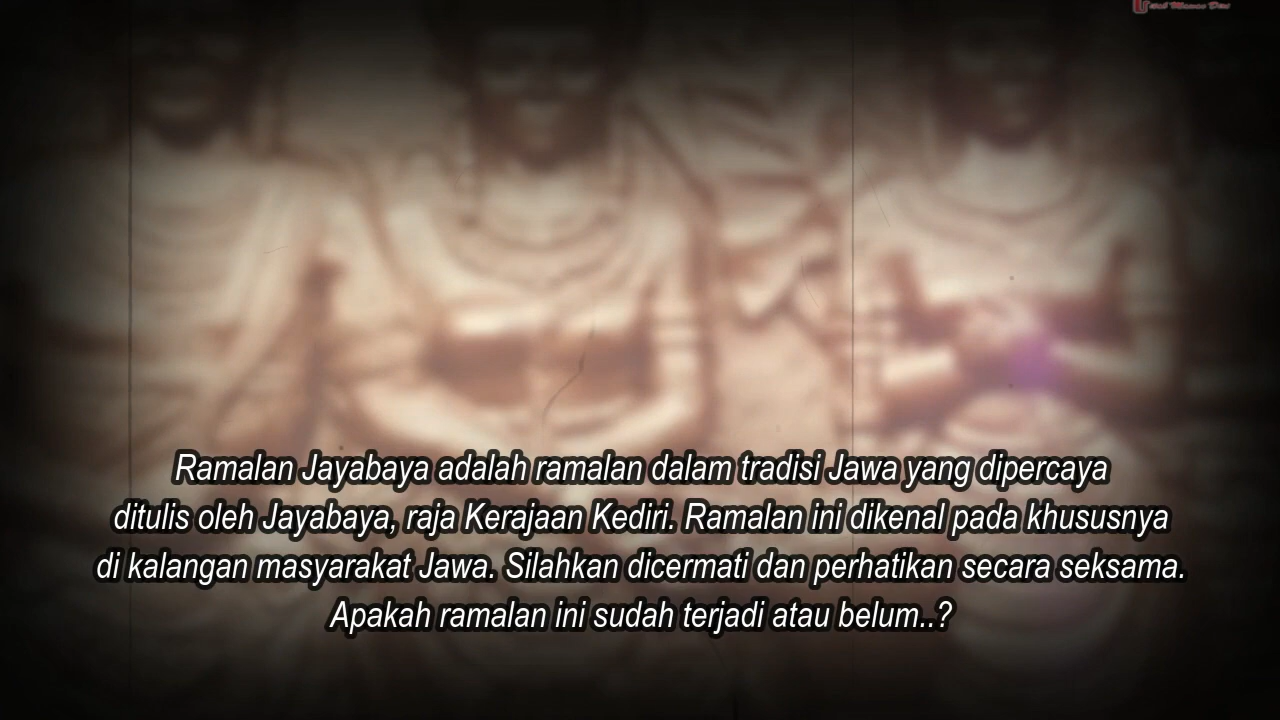 Ramalan Jayabaya adalah ramalan dalam tradisi Jawa yang dipercaya
ditulis oleh Jayabaya, raja Kerajaan Kediri. Ramalan ini dikenal pada khususnya
di kalangan masyarakat Jawa. Silahkan dicermati dan perhatikan secara seksama.
Apakah ramalan ini sudah terjadi atau belum..?